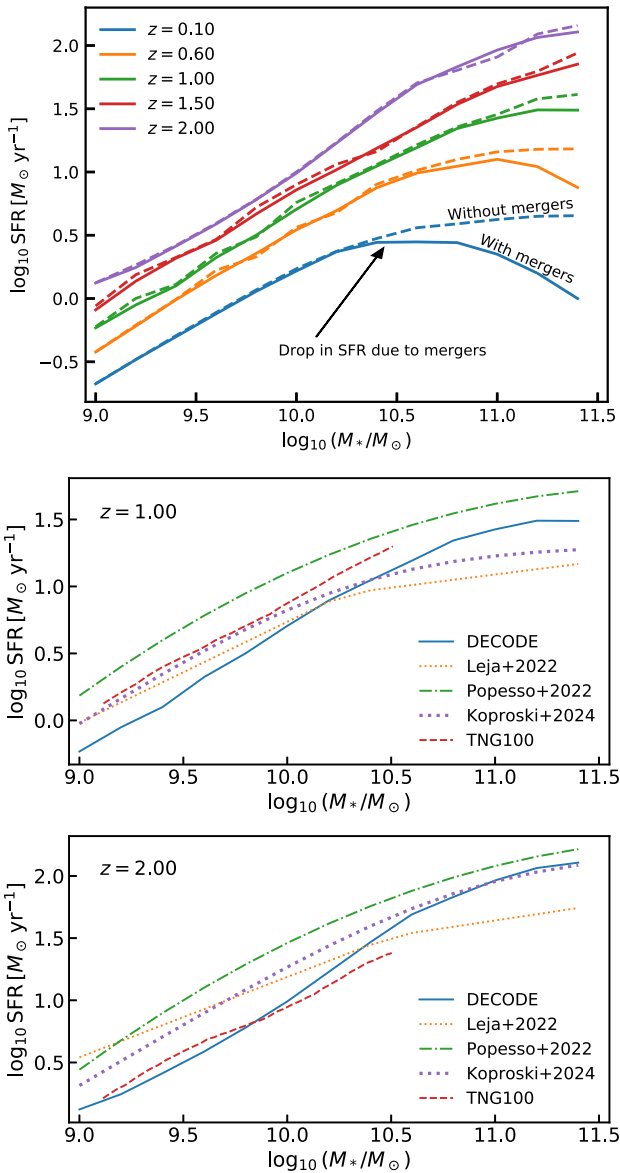 2.0
1.5
1.0
0.5
0.0
−0.5
log₁₀ SFR [M⊙ yr⁻¹]
z = 0.10
z = 0.60
z = 1.00
z = 1.50
z = 2.00
Without mergers
With mergers
Drop in SFR due to mergers
9.0 9.5 10.0 10.5 11.0 11.5
log₁₀ (M*/M⊙)
z = 1.00
1.5
1.0
0.5
0.0
log₁₀ SFR [M⊙ yr⁻¹]
DECODE
Leja+2022
Popesso+2022
Koproski+2024
TNG100
9.0 9.5 10.0 10.5 11.0 11.5
log₁₀ (M*/M⊙)
z = 2.00
2.0
1.5
1.0
0.5
log₁₀ SFR [M⊙ yr⁻¹]
DECODE
Leja+2022
Popesso+2022
Koproski+2024
TNG100
9.0 9.5 10.0 10.5 11.0 11.5
log₁₀ (M*/M⊙)